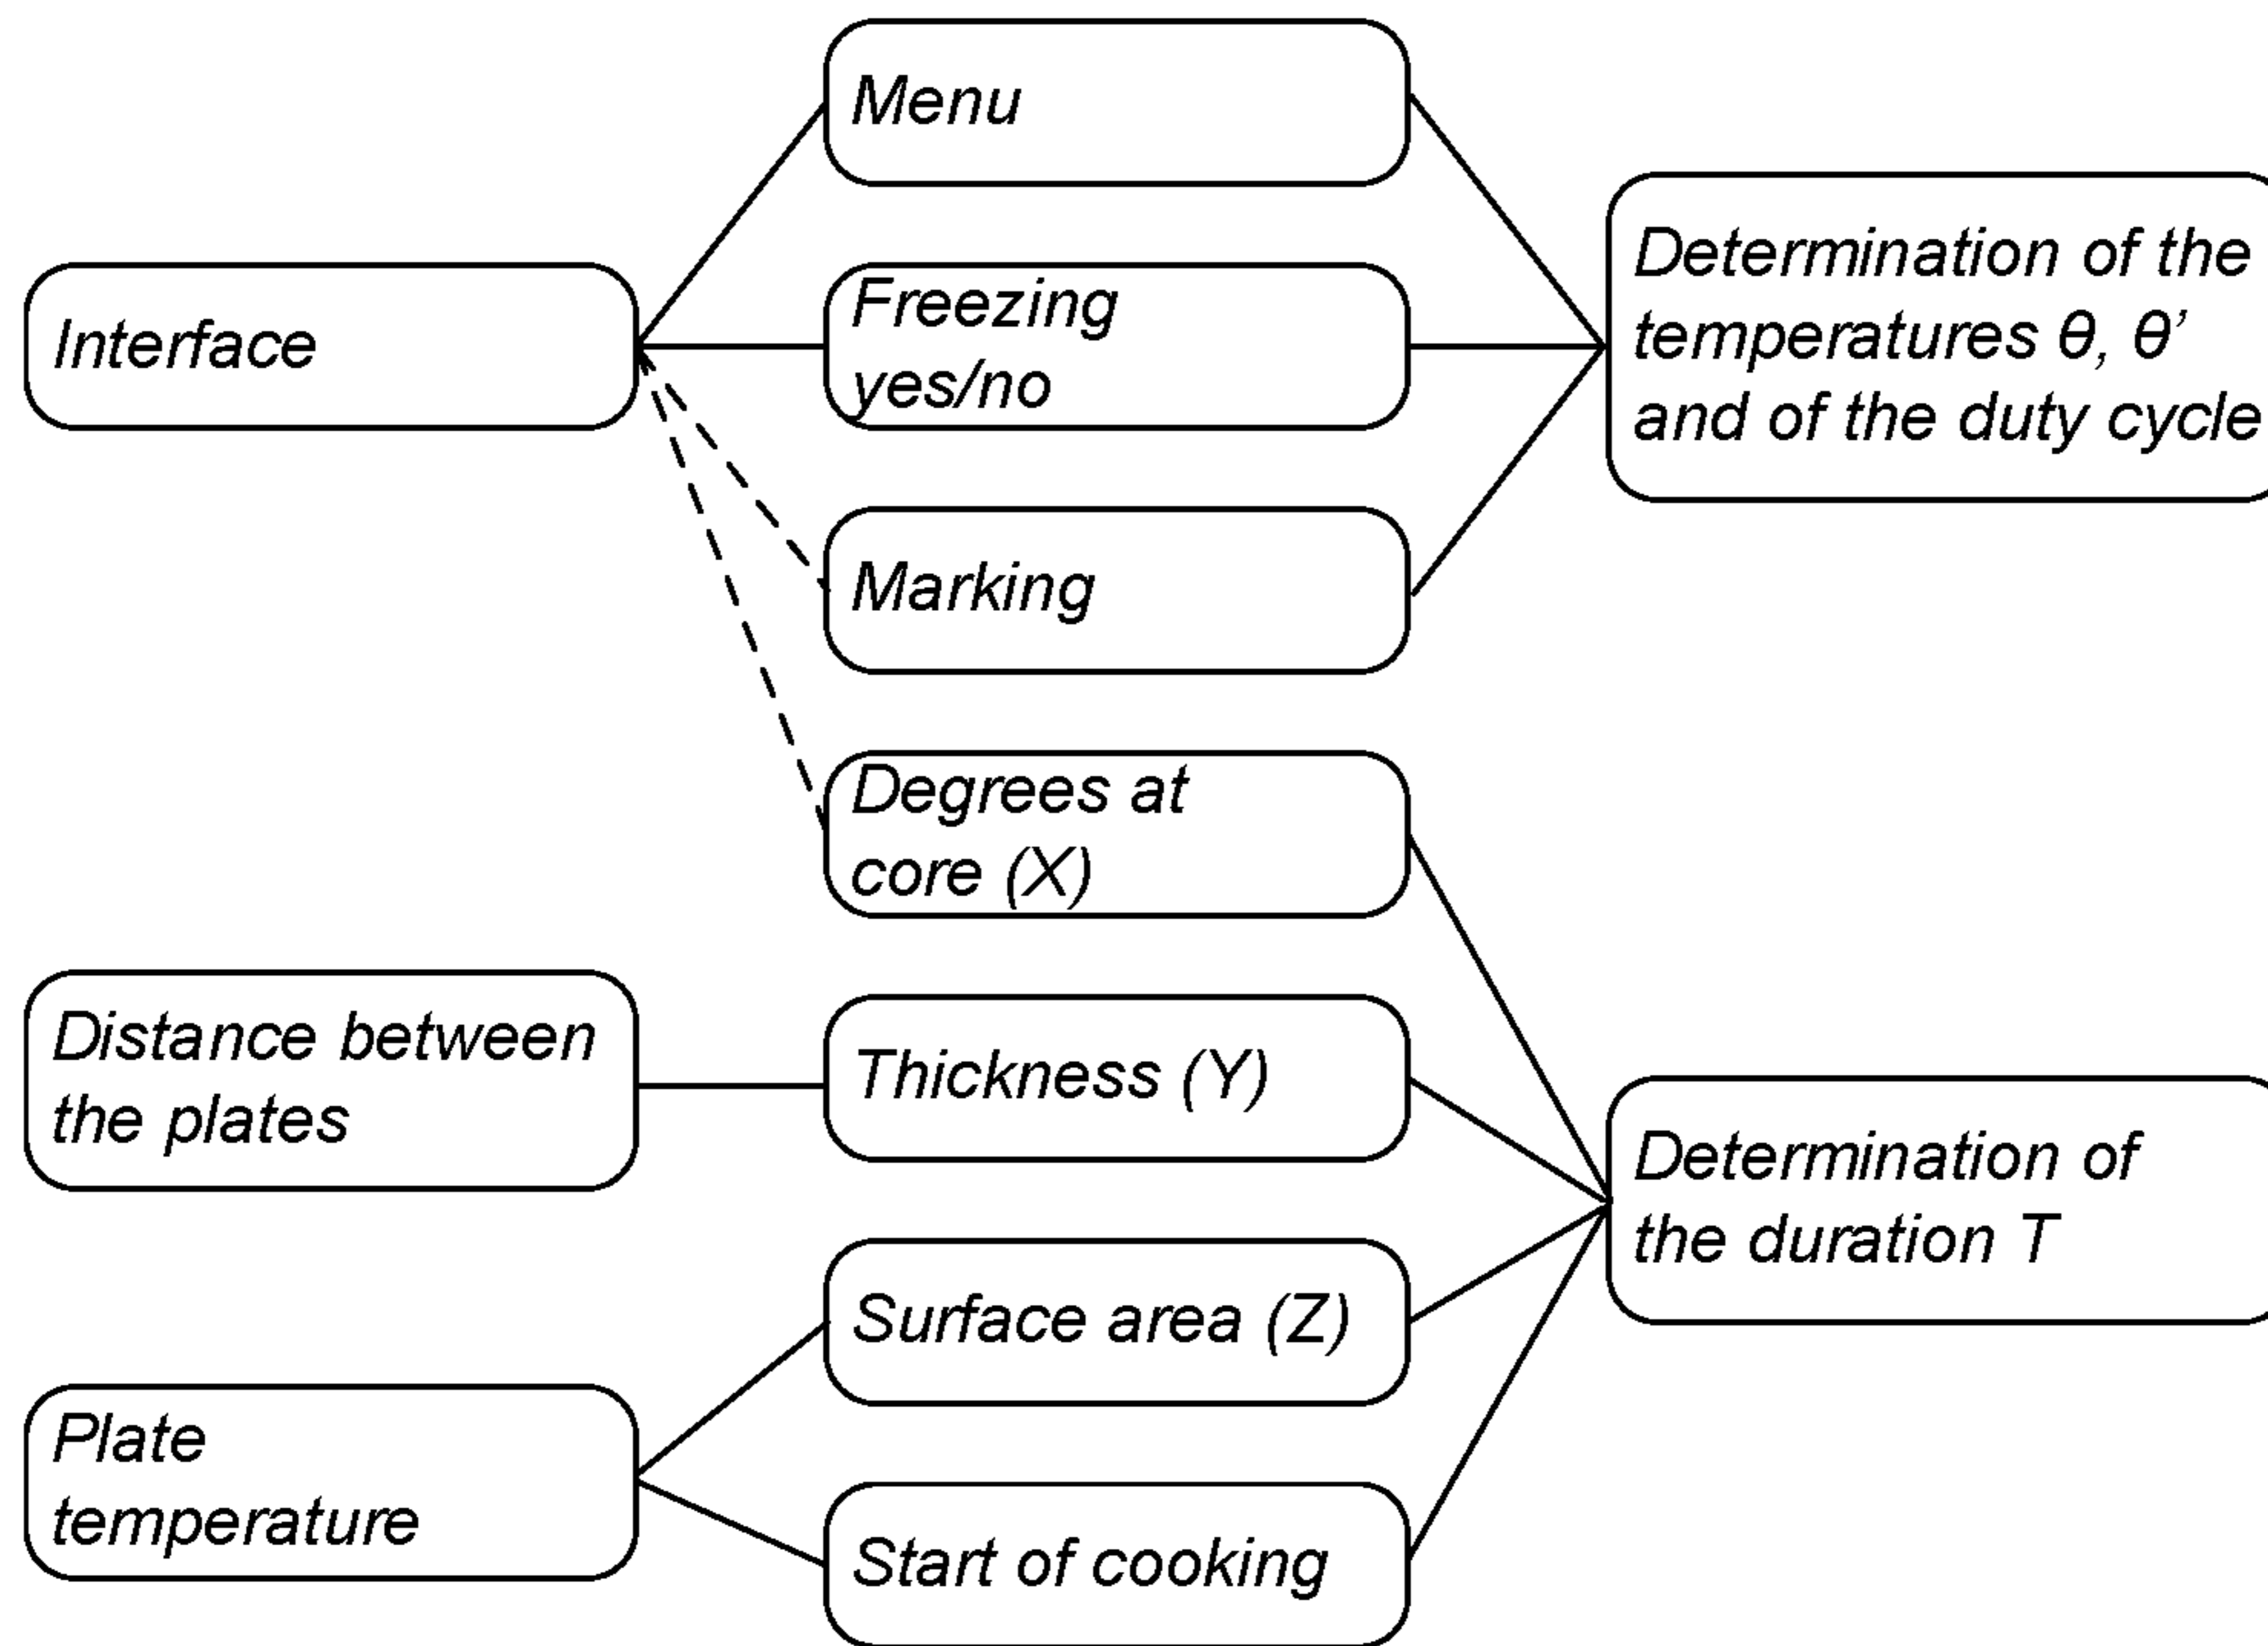 Menu
Freezing
yes/no
Marking
Degrees at
core (X)
Thickness (Y)
Surface area (Z)
Start of cooking
Interface
Distance between
the plates
Plate
temperature
Determination of the
temperatures θ, θ’
and of the duty cycle
Determination of
the duration T